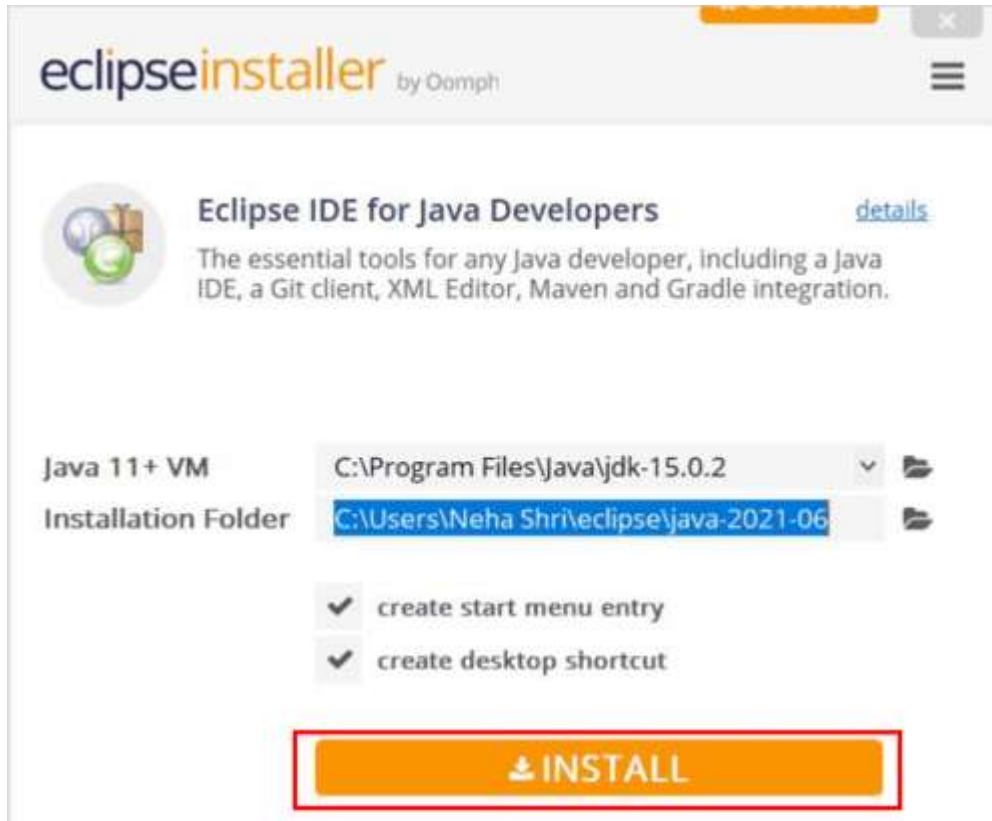 eclipseinstaller by Oomph
Eclipse IDE for Java Developers
details
The essential tools for any Java developer, including a Java
IDE, a Git client, XML Editor, Maven and Gradle integration.
Java 11+ VM
C:\Program Files\Java\jdk-15.0.2
Installation Folder
C:\Users\Neha Shri\eclipse\java-2021-06
create start menu entry
create desktop shortcut
INSTALL